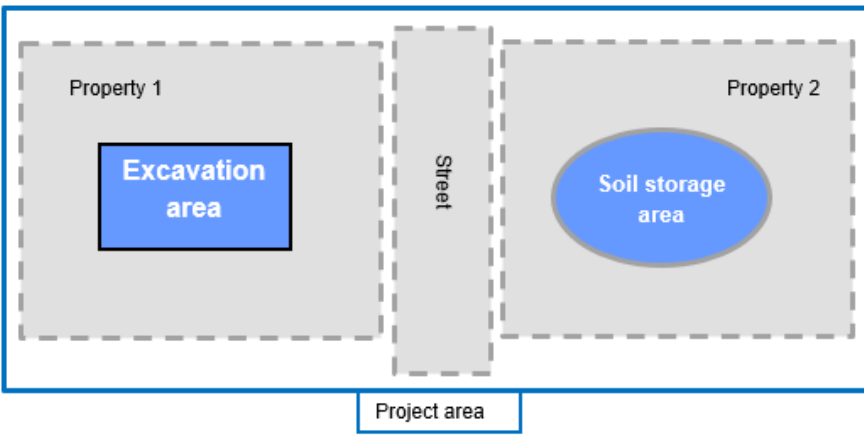 Property 1
Property 2
Excavation
area
Street
Soil storage
area
Project area